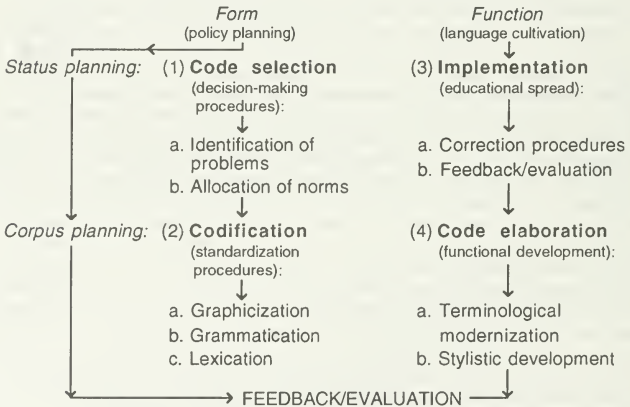 Form
(policy planning)
Function
(language cultivation)
Status planning:
(1) Code selection
(decision-making
procedures):
a. Identification of
problems
b. Allocation of norms
(3) Implementation
(educational spread):
a. Correction procedures
b. Feedback/evaluation
Corpus planning:
(2) Codification
(standardization
procedures):
a. Graphicization
b. Grammatication
c. Lexication
(4) Code elaboration
(functional development):
a. Terminological
modernization
b. Stylistic development
FEEDBACK/EVALUATION